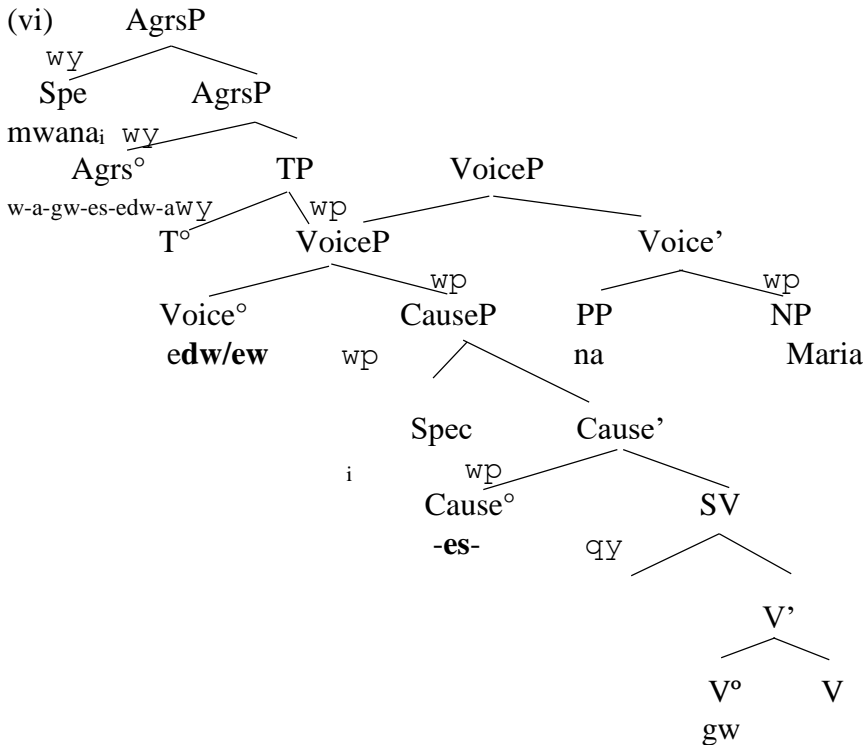 (vi) AgrsP
wy
Spe AgrsP
mwanai wy
Agrs° TP VoiceP
w-a-gw-es-edw-awy wp
T° VoiceP Voice’
wp wp
Voice° CauseP PP NP
edw/ew wp na Maria
Spec Cause’
i wp
Cause° SV
-es- qy
V’
Vº V
gw